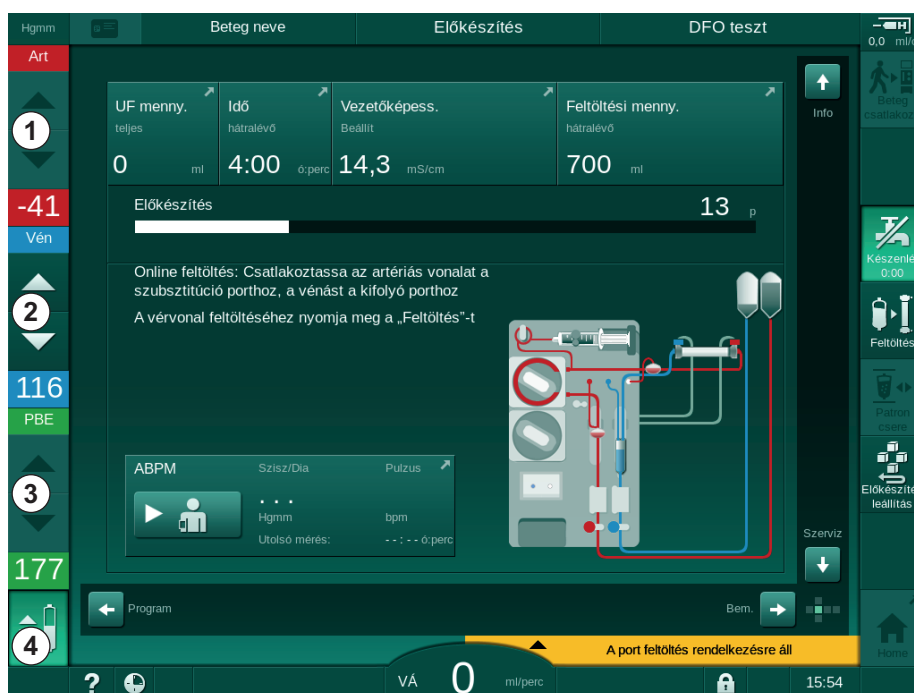 Hgmm
Beteg neve
Előkészítés
DFO teszt
0,0 ml/
Art
1
-41
Vén
2
116
PBE
3
177
4
UF menny.
teljes
0 ml
Idő
hátralévő
4:00 ó:perc
Vezetőképess.
Beállít
14,3 mS/cm
Feltöltési menny.
hátralévő
700 ml
Előkészítés
13 p
Online feltöltés: Csatlakoztassa az artériás vonalat a
szubsztitúció porthoz, a vénást a kifolyó porthoz
A vérvonal feltöltéséhez nyomja meg a „Feltöltés"-t
ABPM
Szisz/Dia
Pulzus
. . .
Hgmm
bpm
Utolsó mérés:
--:-- ó:perc
Info
Szerviz
Beteg
csatlakoz
Készenlé
0:00
Feltöltés
Patron
csere
Előkészíté
leállítás
Home
Program
Bem.
A port feltöltés rendelkezésre áll
?
VÁ
0
ml/perc
15:54